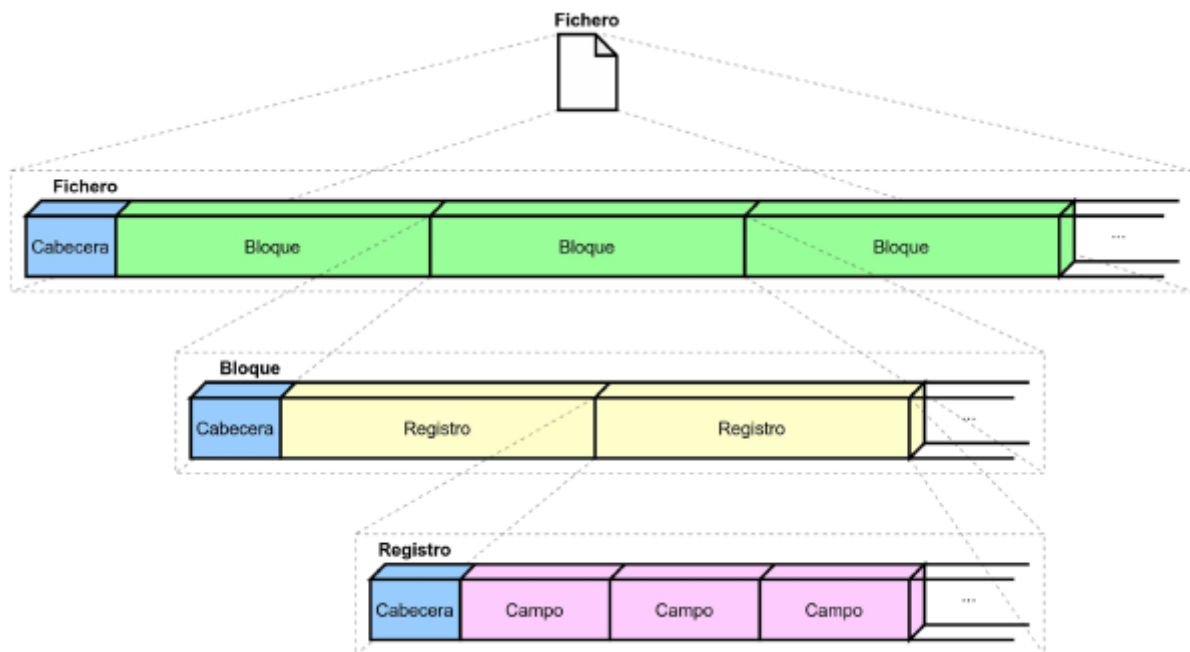 Fichero
Fichero
Cabecera Bloque Bloque Bloque ...
Bloque
Cabecera Registro Registro ...
Registro
Cabecera Campo Campo Campo ...